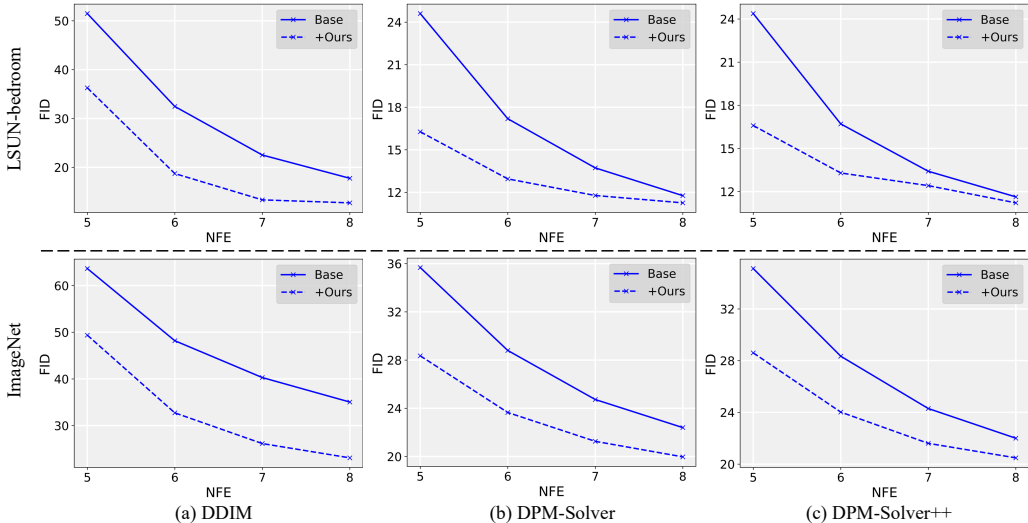 LSUN-bedroom
50
40
30
20
FID
5
6
7
8
NFE
Base
+Ours
24
21
18
15
12
FID
5
6
7
8
NFE
Base
+Ours
24
21
18
15
12
FID
5
6
7
8
NFE
Base
+Ours
ImageNet
60
50
40
30
FID
5
6
7
8
NFE
Base
+Ours
(a) DDIM
36
32
28
24
20
FID
5
6
7
8
NFE
Base
+Ours
(b) DPM-Solver
32
28
24
20
FID
5
6
7
8
NFE
Base
+Ours
(c) DPM-Solver++